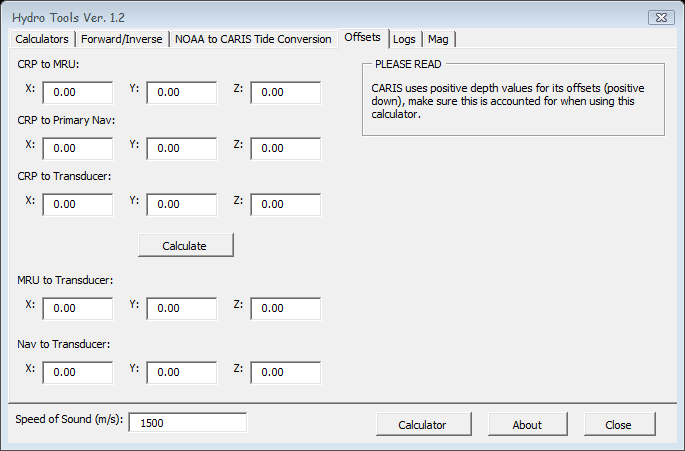 Hydro Tools Ver. 1.2
Calculators Forward/Inverse NOAA to CARIS Tide Conversion Offsets Logs Mag
CRP to MRU:
X: 0.00 Y: 0.00 Z: 0.00
CRP to Primary Nav:
X: 0.00 Y: 0.00 Z: 0.00
CRP to Transducer:
X: 0.00 Y: 0.00 Z: 0.00
Calculate
MRU to Transducer:
X: 0.00 Y: 0.00 Z: 0.00
Nav to Transducer:
X: 0.00 Y: 0.00 Z: 0.00
PLEASE READ
CARIS uses positive depth values for its offsets (positive
down), make sure this is accounted for when using this
calculator.
Speed of Sound (m/s): 1500 Calculator About Close